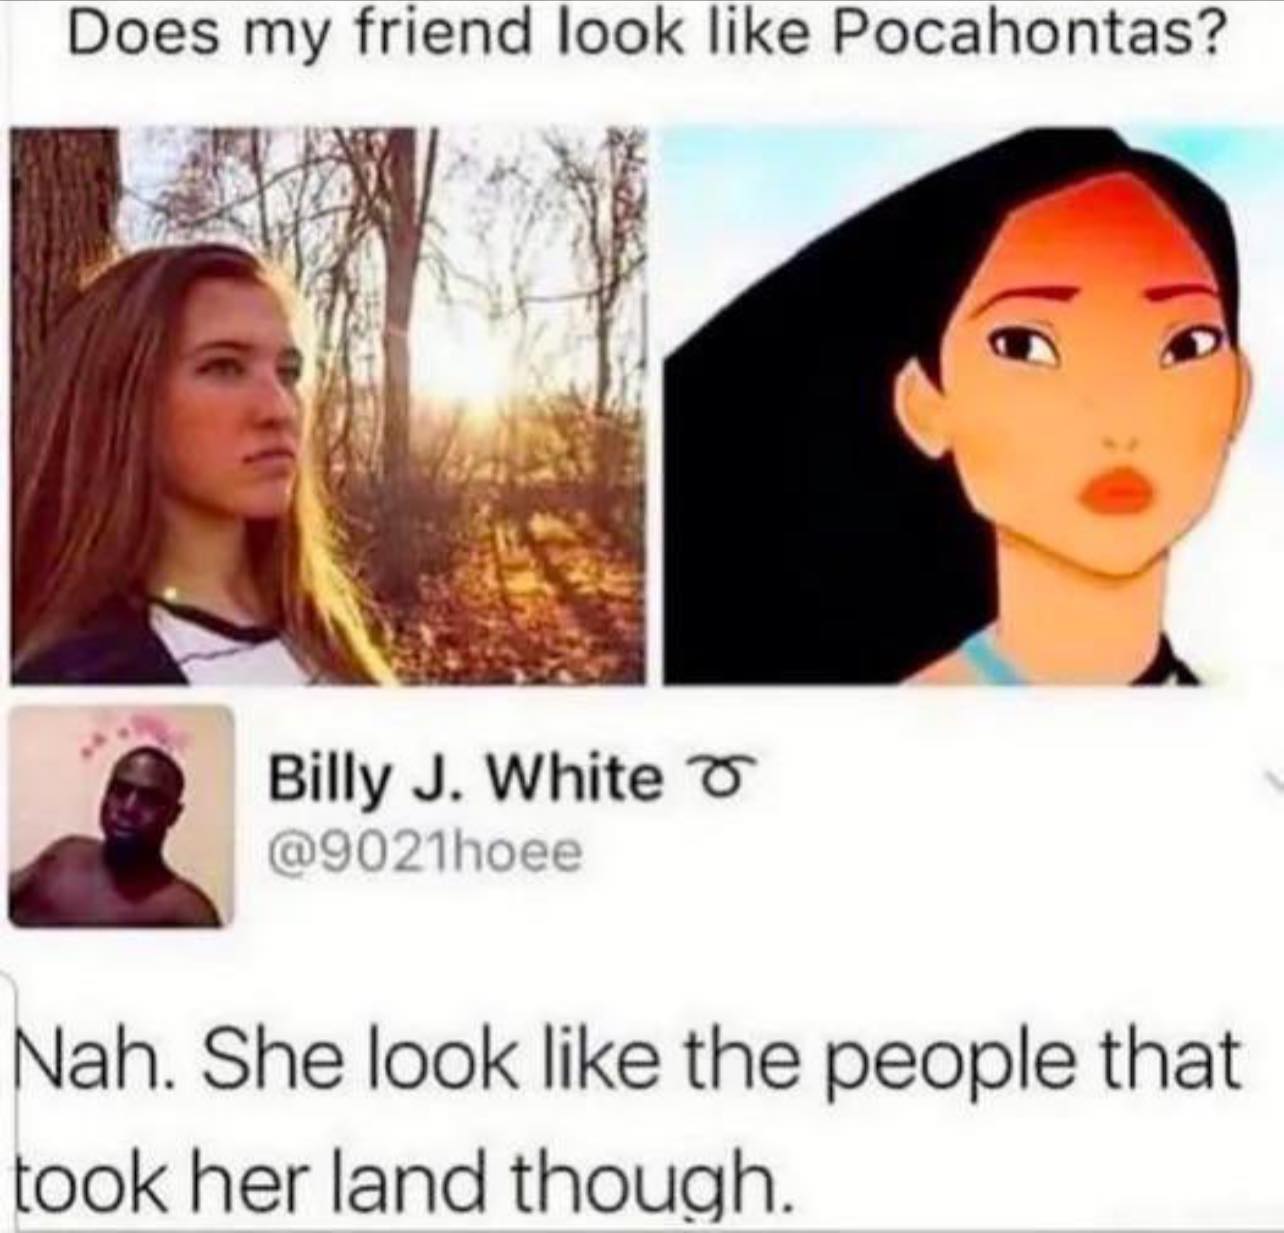 Does my friend look like Pocahontas?
Billy J. White ➰
@9021hoee
Nah. She look like the people that
took her land though.